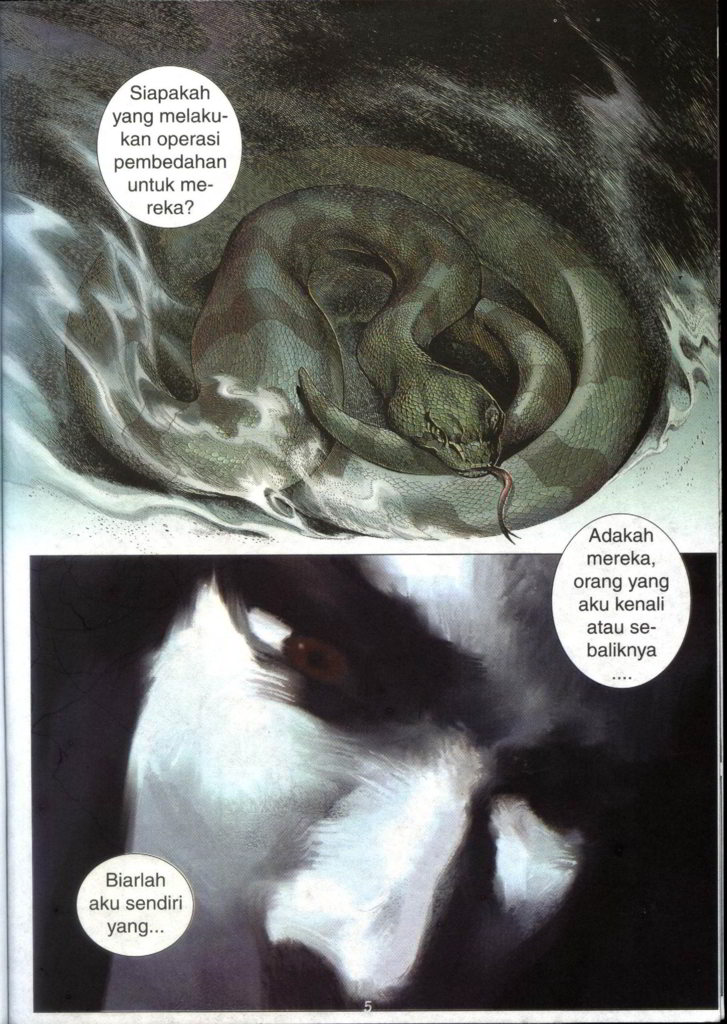 Siapakah
yang melaku-
kan operasi
pembedahan
untuk me-
reka?
Adakah
mereka,
orang yang
aku kenali
atau se-
baliknya
....
Biarlah
aku sendiri
yang...
5